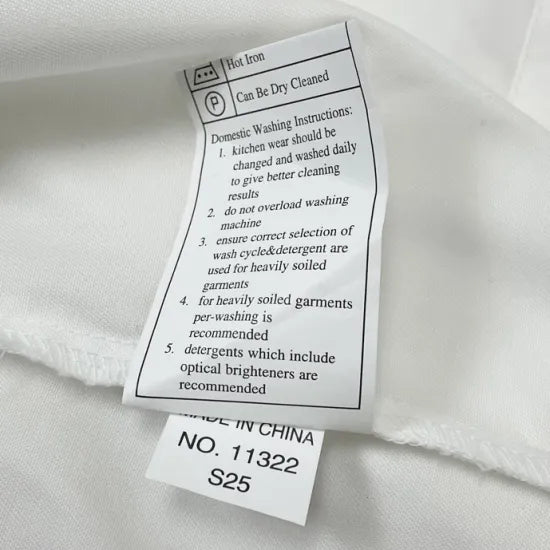 Hot Iron
P
Can Be Dry Cleaned
Domestic Washing Instructions:
1. kitchen wear should be
changed and washed daily
to give better cleaning
results
2. do not overload washing
machine
3. ensure correct selection of
wash cycle&detergent are
used for heavily soiled
garments
4. for heavily soiled garments
per-washing is
recommended
5. detergents which include
optical brighteners are
recommended
MADE IN CHINA
NO. 11322
S25